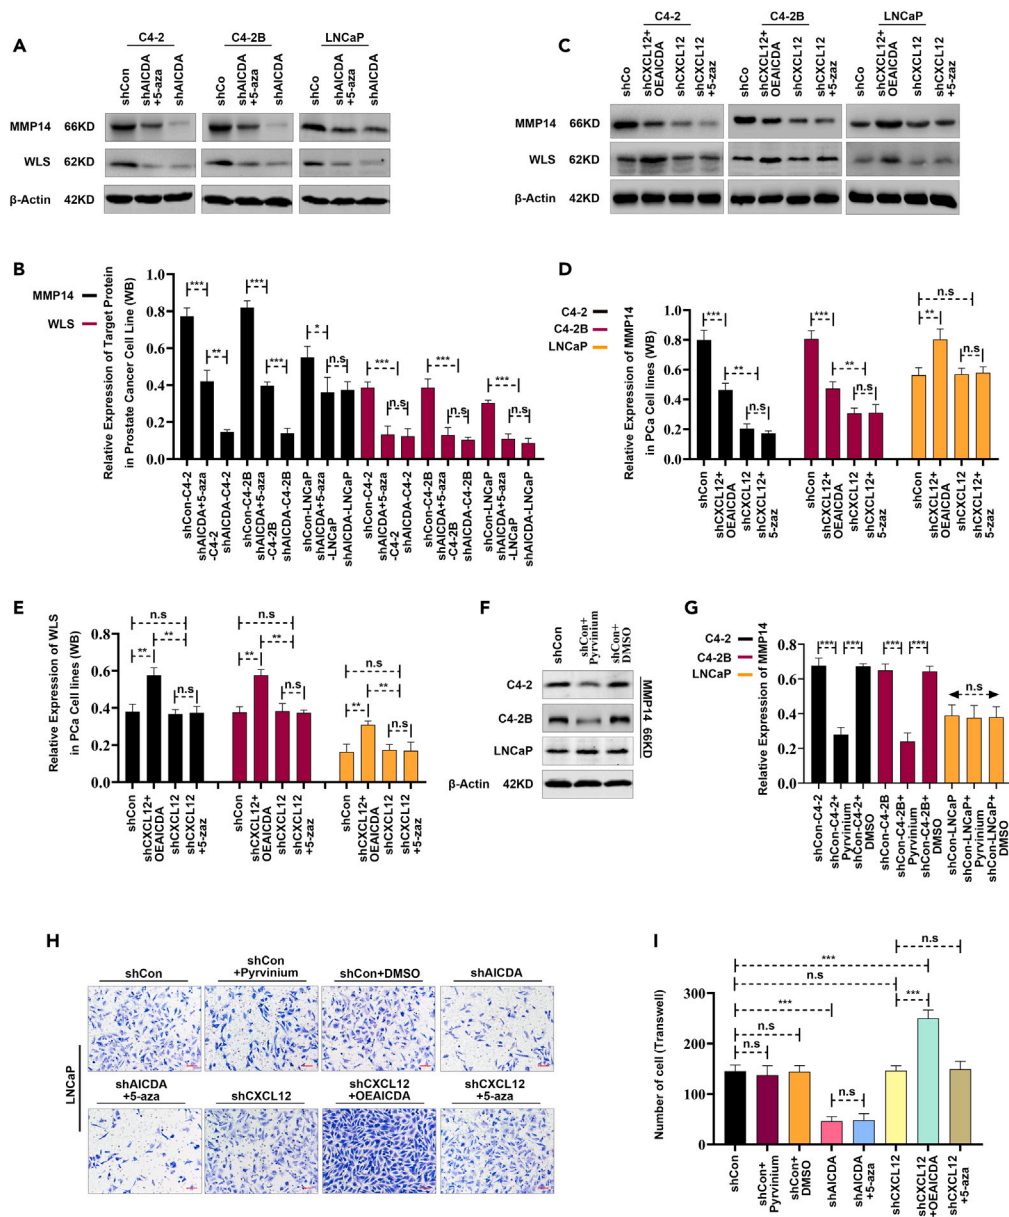 A
C4-2
C4-2B
LNCaP
shCon
shAICDA
+5-aza
shAICDA
shCo
shAICDA
+5-aza
shAICDA
shCo
shAICDA
+5-aza
shAICDA
MMP14 66KD
WLS 62KD
β-Actin 42KD
C
C4-2
C4-2B
LNCaP
shCo
shCXCL12+
OEAICDA
shCXCL12
shCXCL12
+5-zaz
shCo
shCXCL12+
OEAICDA
shCXCL12
shCXCL12
+5-zaz
shCo
shCXCL12+
OEAICDA
shCXCL12
shCXCL12
+5-zaz
MMP14 66KD
WLS 62KD
β-Actin 42KD
B
MMP14
WLS
Relative Expression of Target Protein
in Prostate Cancer Cell Line (WB)
1.0
0.8
0.6
0.4
0.2
0.0
***
**
***
***
*
n.s
***
n.s
***
n.s
***
n.s
shCon-C4-2
shAICDA+5-aza
-C4-2
shAICDA-C4-2
shCon-C4-2B
shAICDA+5-aza
-C4-2B
shAICDA-C4-2B
shCon-LNCaP
shAICDA+5-aza
-LNCaP
shAICDA-LNCaP
shCon-C4-2
shAICDA+5-aza
-C4-2
shAICDA-C4-2
shCon-C4-2B
shAICDA+5-aza
-C4-2B
shAICDA-C4-2B
shCon-LNCaP
shAICDA+5-aza
-LNCaP
shAICDA-LNCaP
D
C4-2
C4-2B
LNCaP
Relative Expression of MMP14
in PCa Cell lines (WB)
1.0
0.8
0.6
0.4
0.2
0.0
***
**
n.s
***
**
n.s
n.s
**
n.s
shCon
shCXCL12+
OEAICDA
shCXCL12
shCXCL12+
5-zaz
shCon
shCXCL12+
OEAICDA
shCXCL12
shCXCL12+
5-zaz
shCon
shCXCL12+
OEAICDA
shCXCL12
shCXCL12+
5-zaz
E
Relative Expression of WLS
in PCa Cell lines (WB)
0.8
0.6
0.4
0.2
0.0
n.s
**
**
n.s
n.s
**
**
n.s
n.s
**
**
n.s
shCon
shCXCL12+
OEAICDA
shCXCL12
shCXCL12
+5-zaz
shCon
shCXCL12+
OEAICDA
shCXCL12
shCXCL12
+5-zaz
shCon
shCXCL12+
OEAICDA
shCXCL12
shCXCL12
+5-zaz
F
shCon
shCon+
Pyrvinium
shCon+
DMSO
C4-2
C4-2B
LNCaP
β-Actin 42KD
MMP14 66KD
G
C4-2
C4-2B
LNCaP
Relative Expression of MMP14
0.8
0.6
0.4
0.2
0.0
***
***
***
***
n.s
shCon-C4-2
shCon-C4-2+
Pyrvinium
shCon-C4-2+
DMSO
shCon-C4-2B
shCon-C4-2B+
Pyrvinium
shCon-C4-2B+
DMSO
shCon-LNCaP
shCon-LNCaP+
Pyrvinium
shCon-LNCaP+
DMSO
H
LNCaP
shCon
shCon
+Pyrvinium
shCon+DMSO
shAICDA
shAICDA
+5-aza
shCXCL12
shCXCL12
+OEAICDA
shCXCL12
+5-aza
I
Number of cell (Transwell)
300
200
100
0
n.s
***
n.s
***
***
n.s
n.s
n.s
shCon
shCon+
Pyrvinium
shCon+
DMSO
shAICDA
shAICDA
+5-aza
shCXCL12
shCXCL12
+OEAICDA
shCXCL12
+5-aza